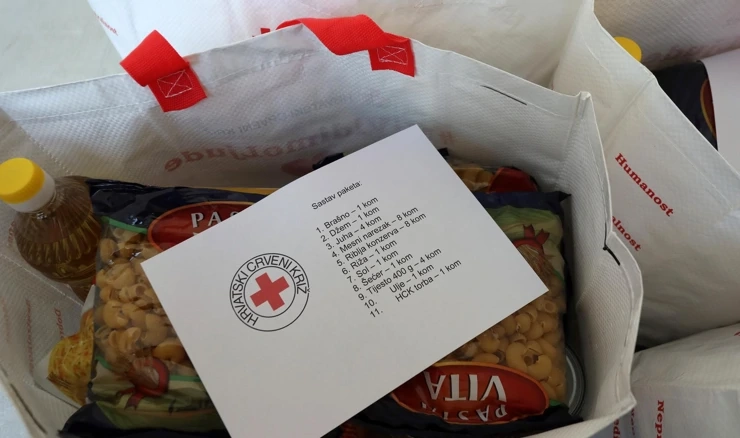 Sastav paketa:
1. Brašno – 1 kom
2. Džem – 1 kom
3. Juha – 4 kom
4. Mesni narezak – 8 kom
5. Riblja konzerva – 8 kom
6. Riža – 1 kom
7. Sol – 1 kom
8. Šećer – 1 kom
9. Tijesto 400 g – 4 kom
10. Ulje – 1 kom
11. HCK torba – 1 kom
HRVATSKI CRVENI KRIŽ
PAS
PASTA
VITA
Humanost